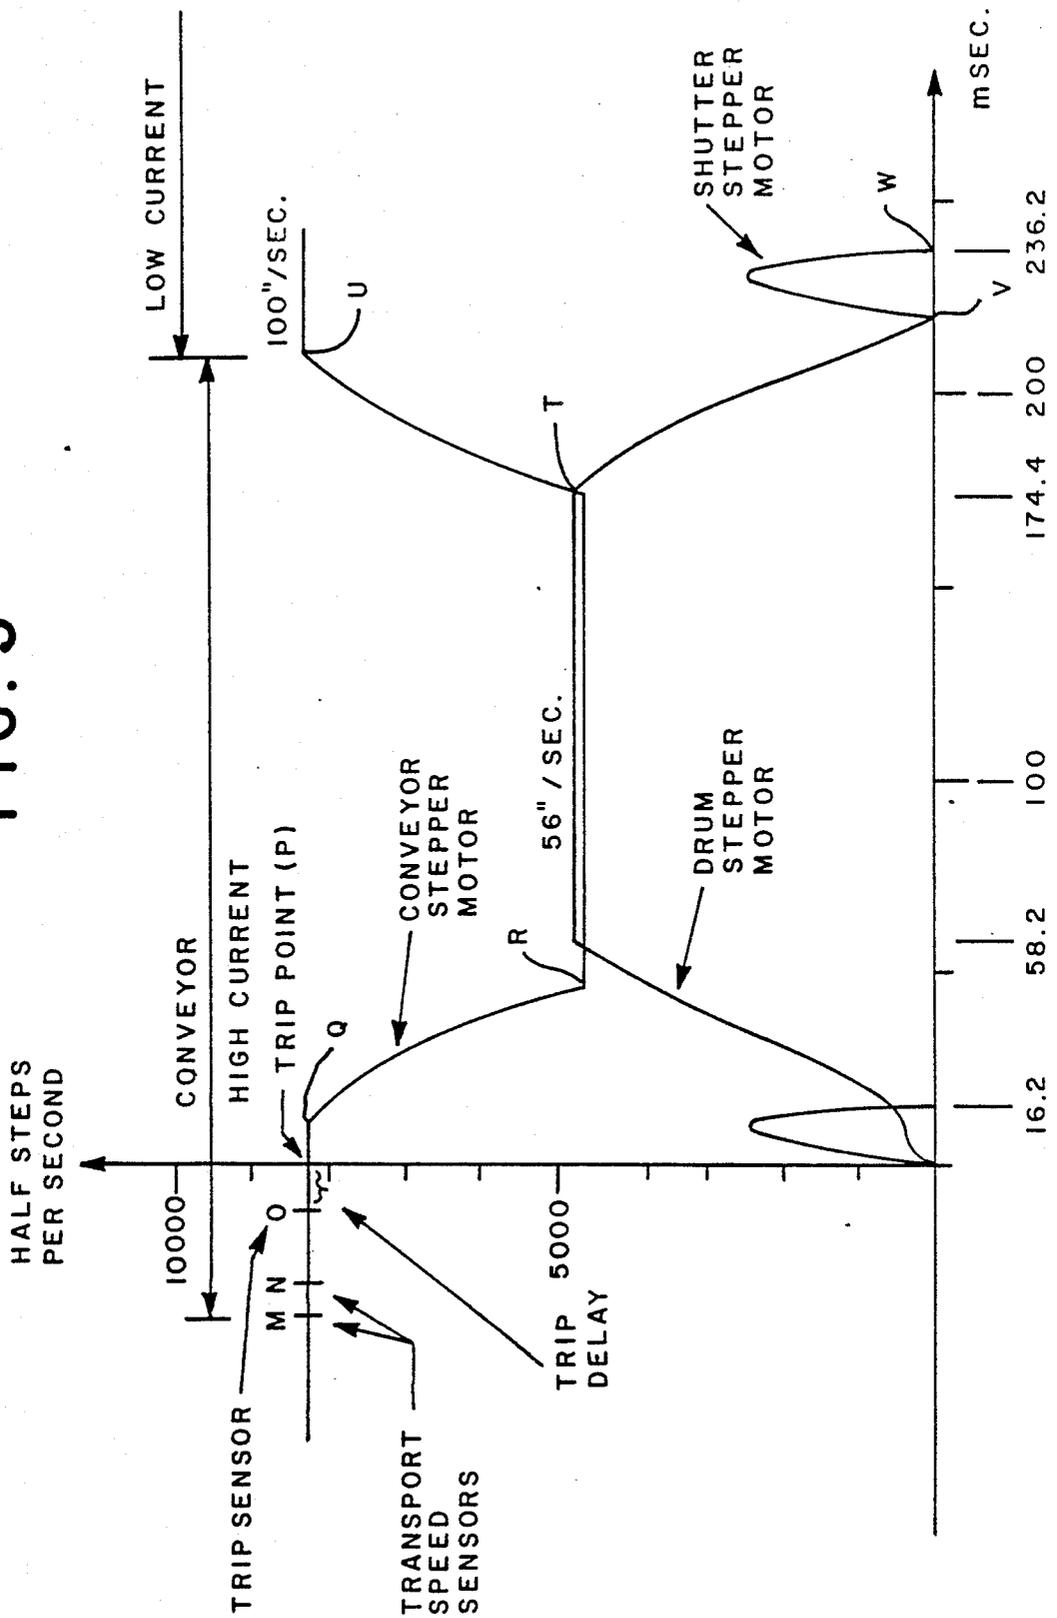 FIG. 5
HALF STEPS
PER SECOND
CONVEYOR
HIGH CURRENT
LOW CURRENT
10000
TRIP SENSOR
M N O
TRIP POINT (P)
Q
100"/SEC.
U
TRANSPORT
SPEED
SENSORS
TRIP
DELAY
CONVEYOR
STEPPER
MOTOR
R
56" / SEC.
T
5000
DRUM
STEPPER
MOTOR
SHUTTER
STEPPER
MOTOR
W
V
mSEC.
16.2
58.2
100
174.4
200
236.2